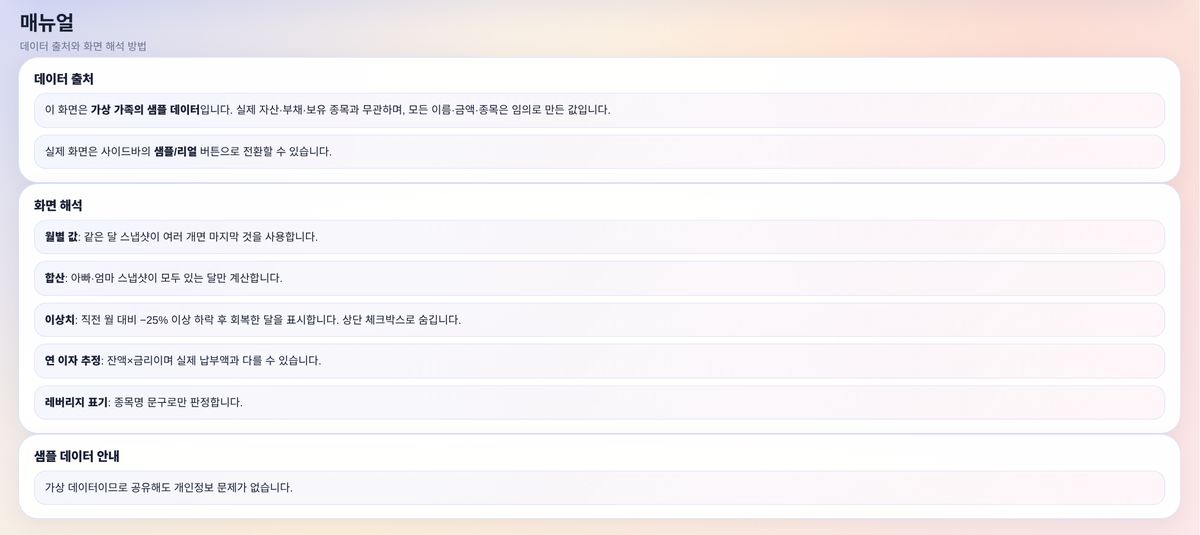 매뉴얼
데이터 출처와 화면 해석 방법
데이터 출처
이 화면은 가상 가족의 샘플 데이터입니다. 실제 자산·부채·보유 종목과 무관하며, 모든 이름·금액·종목은 임의로 만든 값입니다.
실제 화면은 사이드바의 샘플/리얼 버튼으로 전환할 수 있습니다.
화면 해석
월별 값: 같은 달 스냅샷이 여러 개면 마지막 것을 사용합니다.
합산: 아빠·엄마 스냅샷이 모두 있는 달만 계산합니다.
이상치: 직전 월 대비 −25% 이상 하락 후 회복한 달을 표시합니다. 상단 체크박스로 숨깁니다.
연 이자 추정: 잔액×금리이며 실제 납부액과 다를 수 있습니다.
레버리지 표기: 종목명 문구로만 판정합니다.
샘플 데이터 안내
가상 데이터이므로 공유해도 개인정보 문제가 없습니다.